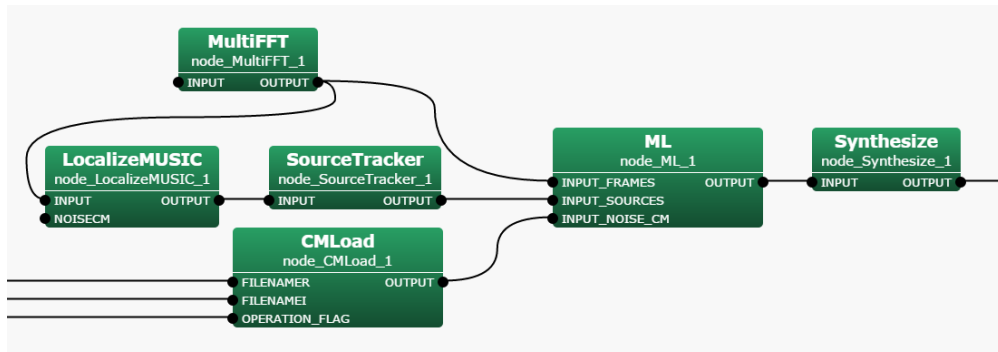 MultiFFT
node_MultiFFT_1
INPUT OUTPUT
LocalizeMUSIC
node_LocalizeMUSIC_1
INPUT OUTPUT
NOISECM
SourceTracker
node_SourceTracker_1
INPUT OUTPUT
CMLoad
node_CMLoad_1
FILENAMER OUTPUT
FILENAMEI
OPERATION_FLAG
ML
node_ML_1
INPUT_FRAMES OUTPUT
INPUT_SOURCES
INPUT_NOISE_CM
Synthesize
node_Synthesize_1
INPUT OUTPUT